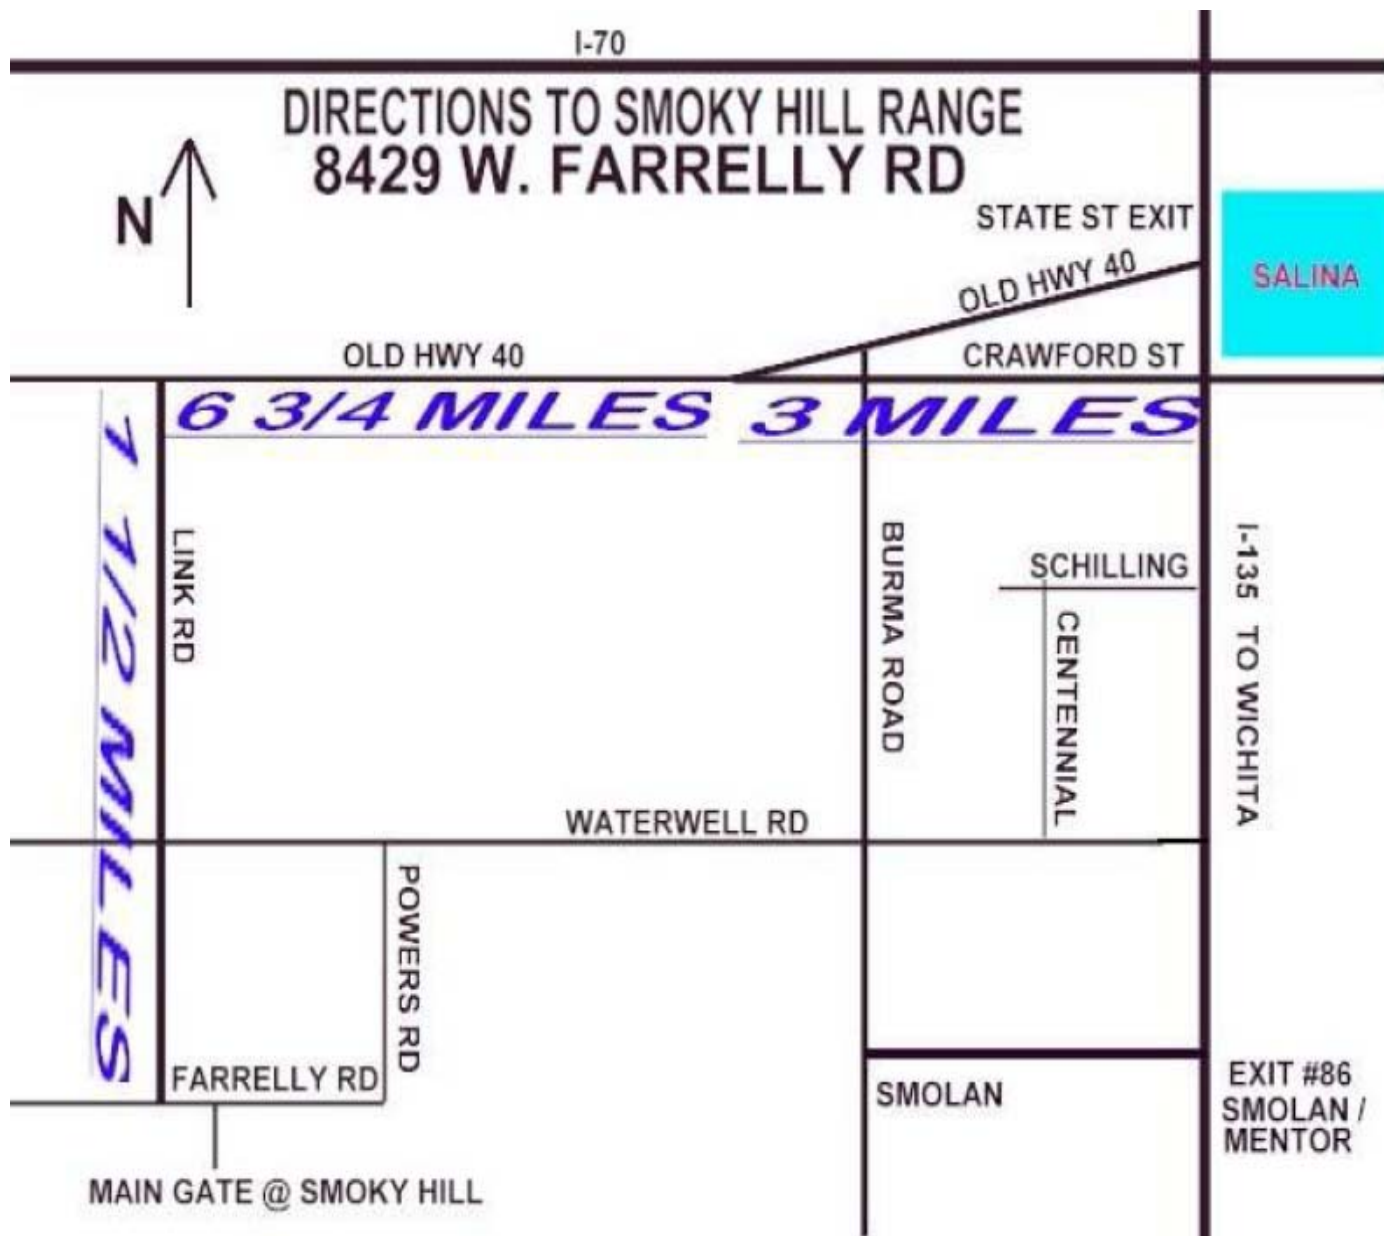 I-70
DIRECTIONS TO SMOKY HILL RANGE
8429 W. FARRELLY RD
N
STATE ST EXIT
OLD HWY 40
SALINA
OLD HWY 40
CRAWFORD ST
6 3/4 MILES
3 MILES
1 1/2 MILES
LINK RD
BURMA ROAD
SCHILLING
CENTENNIAL
I-135 TO WICHITA
WATERWELL RD
POWERS RD
FARRELLY RD
SMOLAN
EXIT #86
SMOLAN /
MENTOR
MAIN GATE @ SMOKY HILL